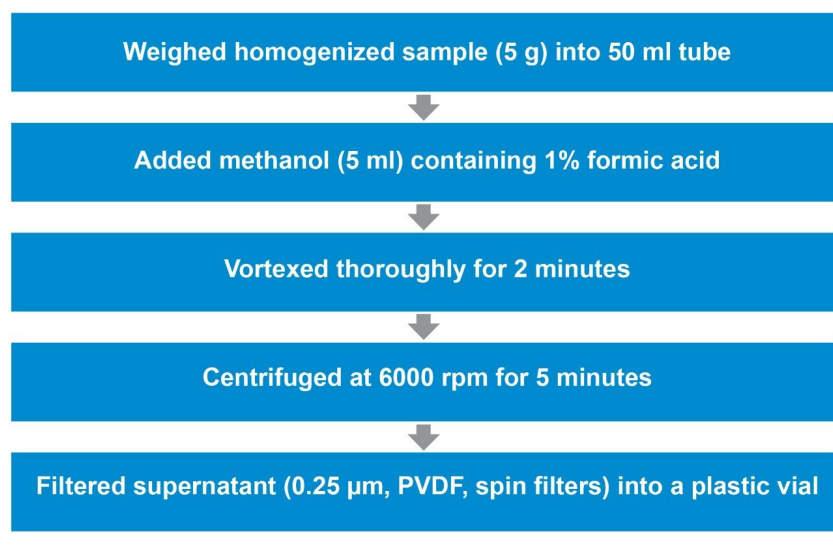 Weighed homogenized sample (5 g) into 50 ml tube
Added methanol (5 ml) containing 1% formic acid
Vortexed thoroughly for 2 minutes
Centrifuged at 6000 rpm for 5 minutes
Filtered supernatant (0.25 µm, PVDF, spin filters) into a plastic vial